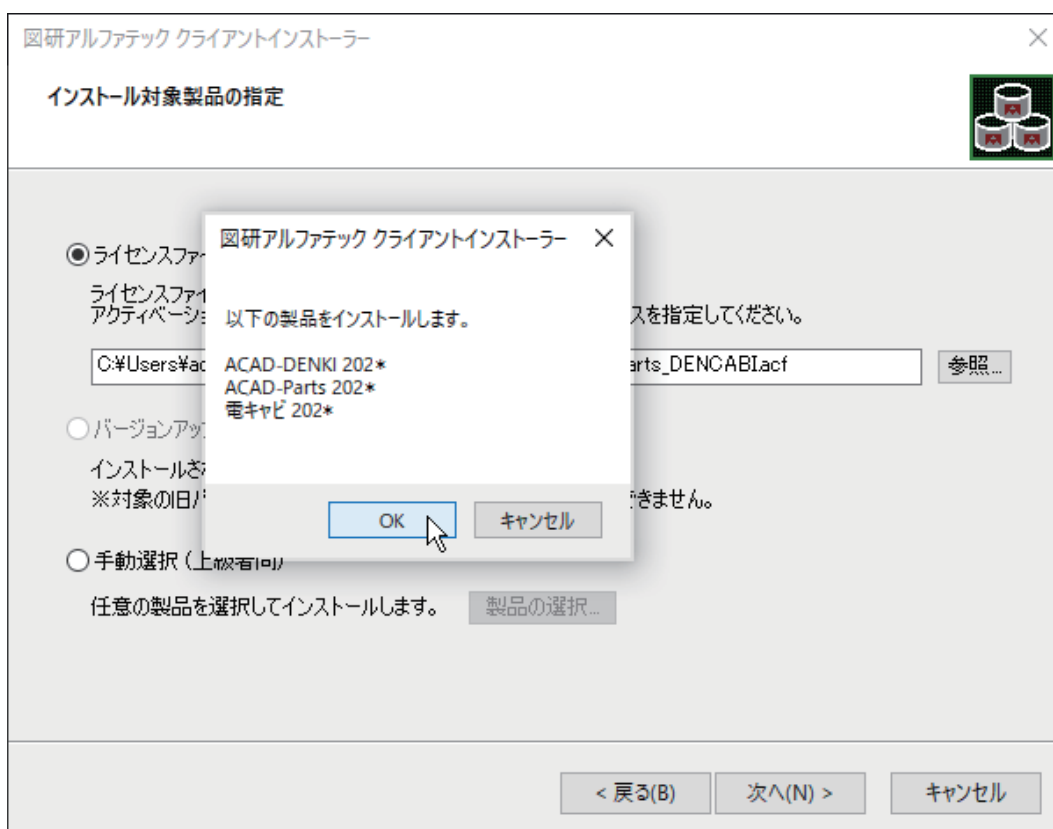 図研アルファテック クライアントインストーラー
インストール対象製品の指定
ライセンスファ
ライセンスファイ
アクティベーショ
スを指定してください。
C:¥Users¥ac
arts_DENCABI.acf
参照...
バージョンアップ
インストールさ
※対象の旧バ
できません。
手動選択(上級者向)
任意の製品を選択してインストールします。
製品の選択...
図研アルファテック クライアントインストーラー
以下の製品をインストールします。
ACAD-DENKI 202*
ACAD-Parts 202*
電キャビ 202*
OK
キャンセル
< 戻る(B)
次へ(N) >
キャンセル